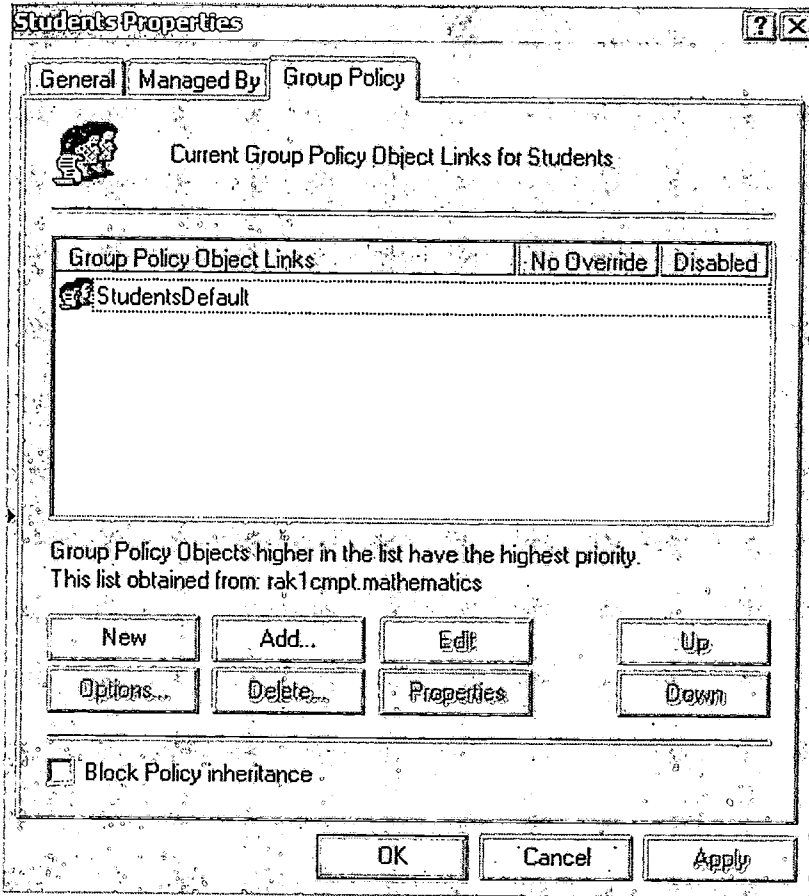 Students Properties
General Managed By Group Policy
Current Group Policy Object Links for Students
Group Policy Object Links No Override Disabled
StudentsDefault
Group Policy Objects higher in the list have the highest priority.
This list obtained from: rak1cmpt.mathematics
New Add... Edit Up
Options... Delete... Properties Down
Block Policy inheritance
OK Cancel Apply